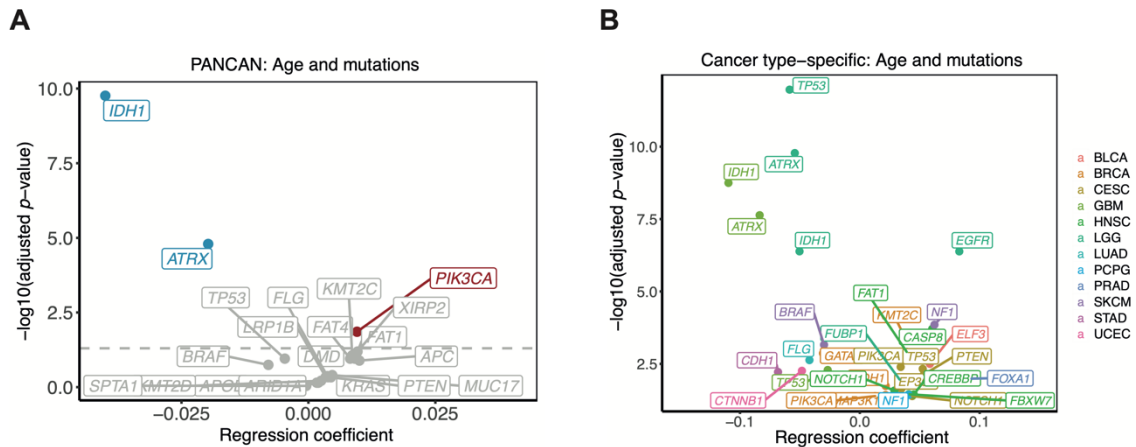 A
PANCAN: Age and mutations
−log10(adjusted p−value)
10.0
7.5
5.0
2.5
0.0
IDH1
ATRX
PIK3CA
KMT2C
TP53
FLG
XIRP2
LRP1B
FAT4
FAT1
BRAF
DMD
APC
SPTA1
KMT2D
ARID1A
PTEN
MUC17
−0.025
0.000
0.025
Regression coefficient
B
Cancer type−specific: Age and mutations
−log10(adjusted p−value)
10.0
7.5
5.0
2.5
0.0
TP53
ATRX
IDH1
ATRX
IDH1
EGFR
FAT1
BRAF
KMT2C
NF1
FUBP1
CASP8
ELF3
FLG
PIK3CA
TP53
PTEN
CDH1
TP53
NOTCH1
CREBBP
FOXA1
CTNNB1
PIK3CA
NF1
NOTCH1
FBXW7
−0.1
0.0
0.1
Regression coefficient
a BLCA
a BRCA
a CESC
a GBM
a HNSC
a LGG
a LUAD
a PCPG
a PRAD
a SKCM
a STAD
a UCEC